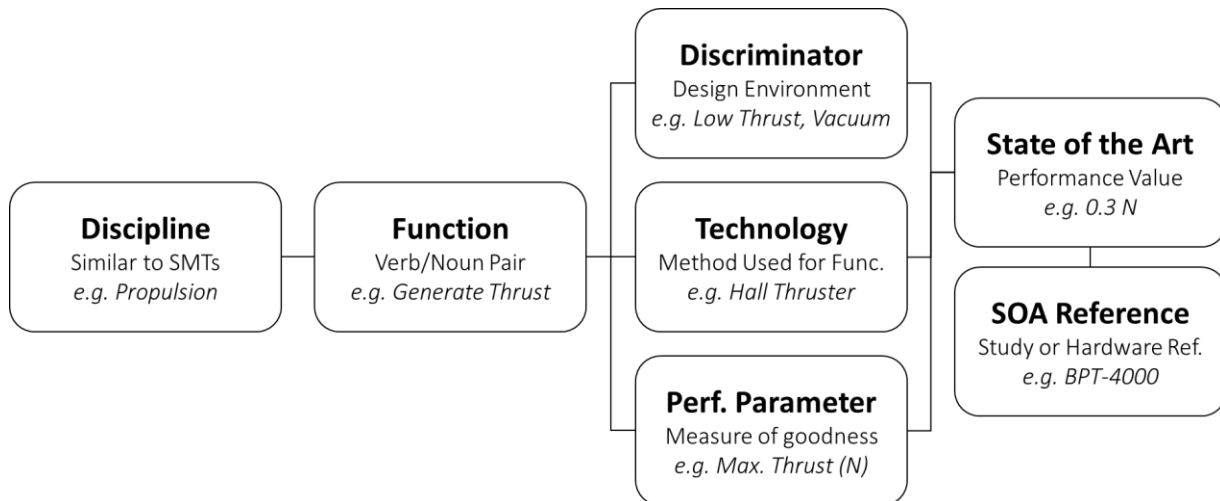 Discipline
Similar to SMTs
e.g. Propulsion
Function
Verb/Noun Pair
e.g. Generate Thrust
Discriminator
Design Environment
e.g. Low Thrust, Vacuum
Technology
Method Used for Func.
e.g. Hall Thruster
Perf. Parameter
Measure of goodness
e.g. Max. Thrust (N)
State of the Art
Performance Value
e.g. 0.3 N
SOA Reference
Study or Hardware Ref.
e.g. BPT-4000